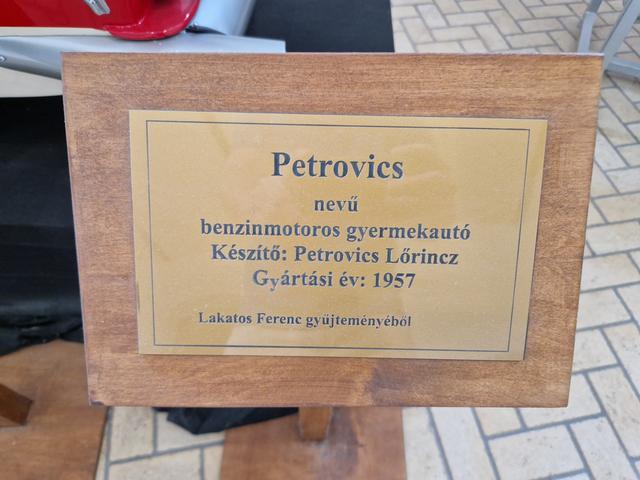 Petrovics
nevű
benzinmotoros gyermekautó
Készítő: Petrovics Lőrincz
Gyártási év: 1957
Lakatos Ferenc gyűjteményéből